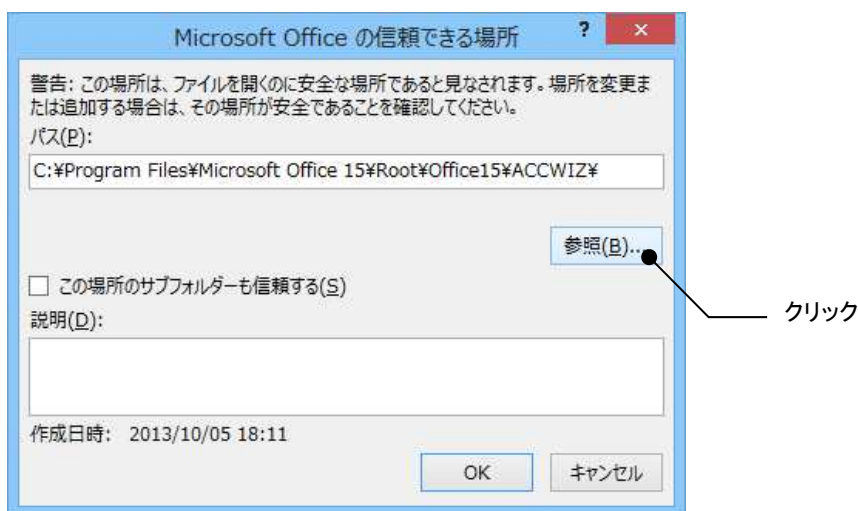 Microsoft Office の信頼できる場所
?
×
警告: この場所は、ファイルを開くのに安全な場所であると見なされます。場所を変更ま
たは追加する場合は、その場所が安全であることを確認してください。
パス(P):
C:¥Program Files¥Microsoft Office 15¥Root¥Office15¥ACCWIZ¥
参照(B)...
この場所のサブフォルダーも信頼する(S)
クリック
説明(D):
作成日時: 2013/10/05 18:11
OK
キャンセル